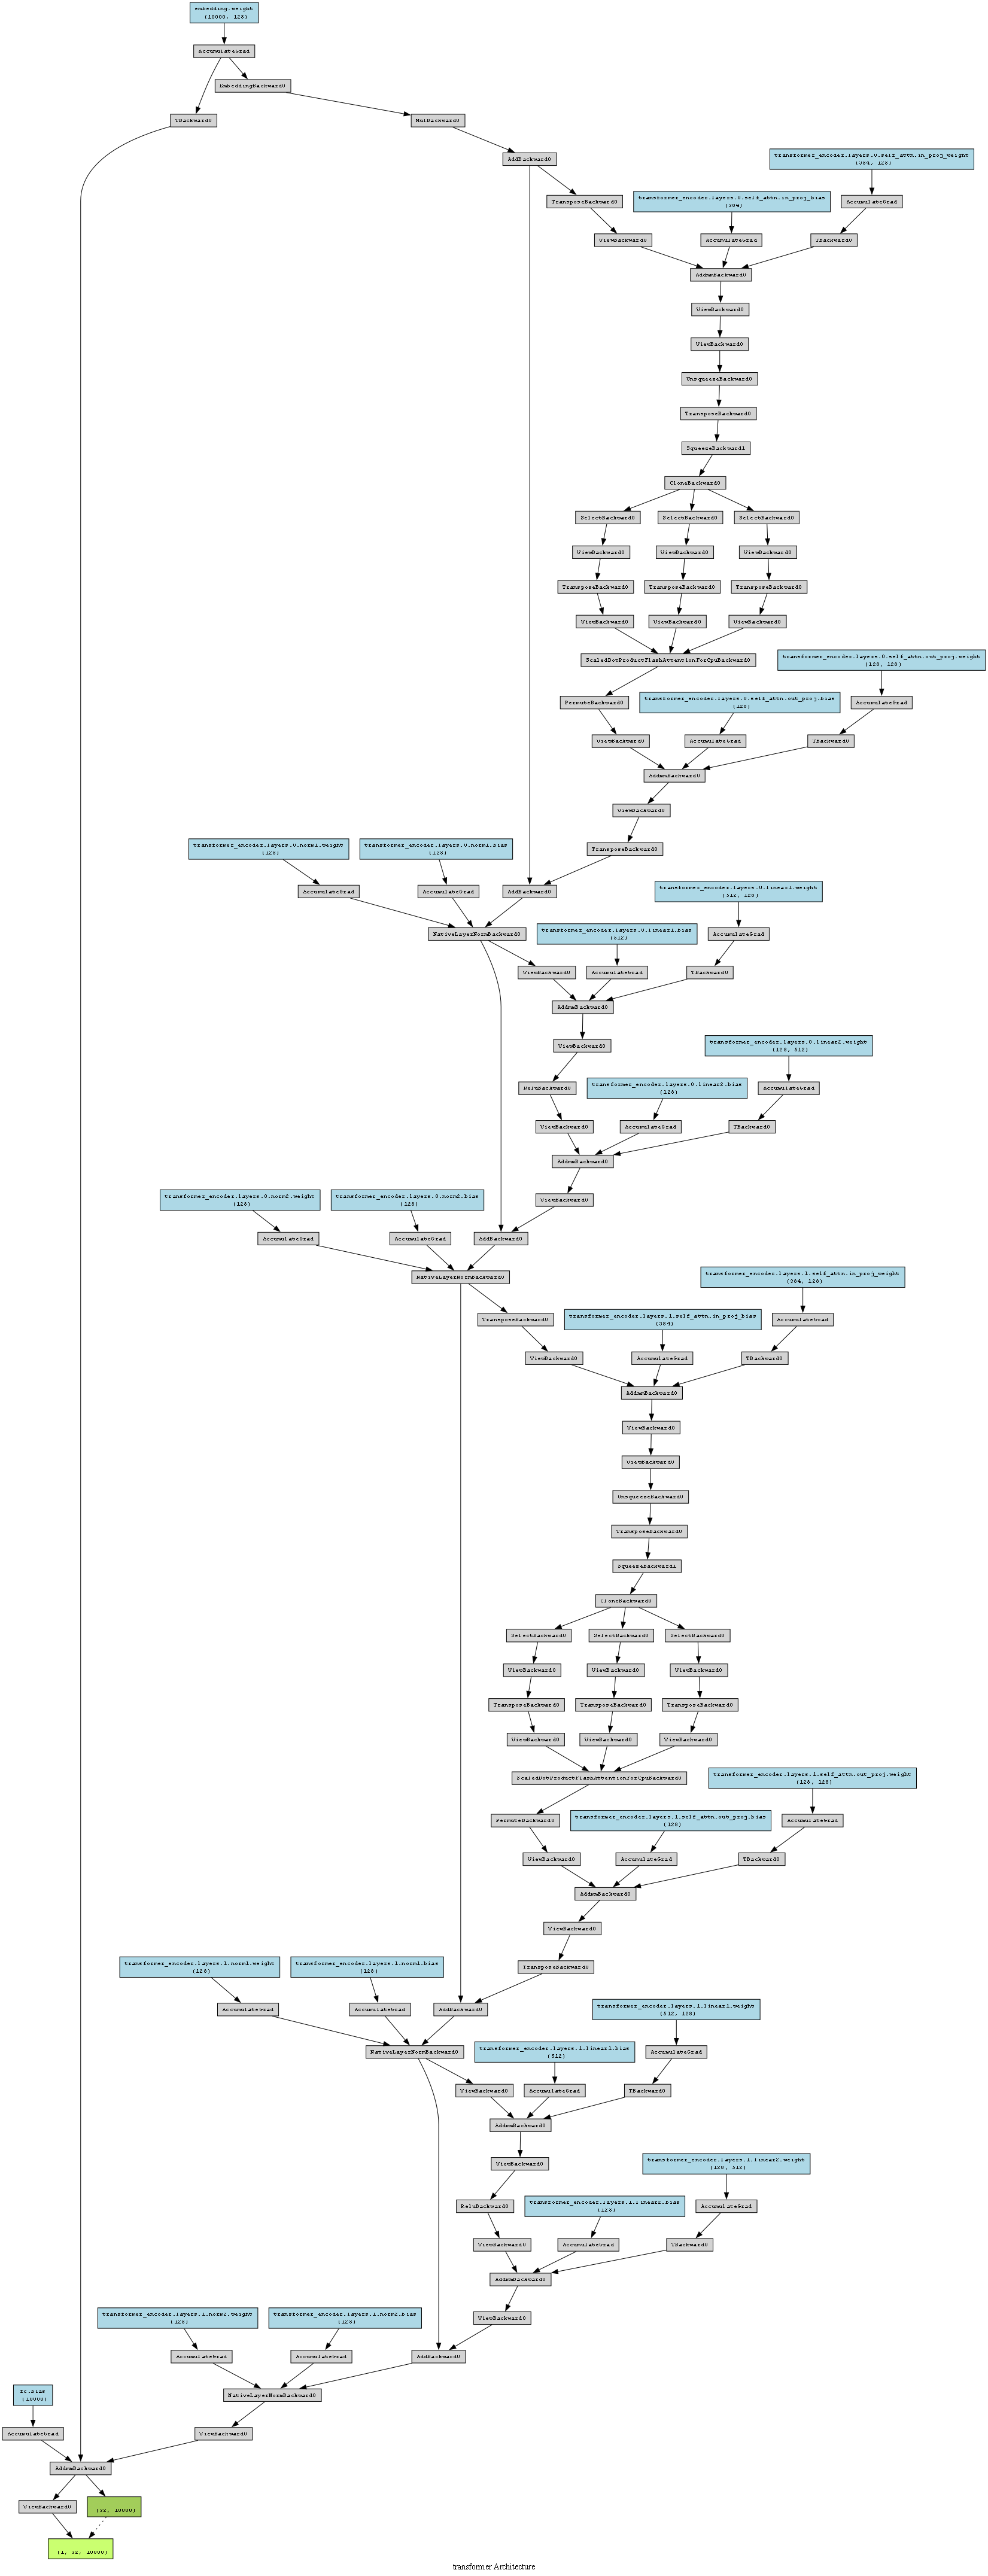 embedding.weight
(10000, 128)
AccumulateGrad
EmbeddingBackward0
TBackward0
MulBackward0
AddBackward0
transformer_encoder.layers.0.self_attn.in_proj_weight
(384, 128)
TransposeBackward0
transformer_encoder.layers.0.self_attn.in_proj_bias
(384)
AccumulateGrad
ViewBackward0
AccumulateGrad
TBackward0
AddmmBackward0
ViewBackward0
ViewBackward0
UnsqueezeBackward0
TransposeBackward0
SqueezeBackward1
CloneBackward0
SelectBackward0
SelectBackward0
SelectBackward0
ViewBackward0
ViewBackward0
ViewBackward0
TransposeBackward0
TransposeBackward0
TransposeBackward0
ViewBackward0
ViewBackward0
ViewBackward0
ScaledDotProductFlashAttentionForCpuBackward0
transformer_encoder.layers.0.self_attn.out_proj.weight
(128, 128)
PermuteBackward0
transformer_encoder.layers.0.self_attn.out_proj.bias
(128)
AccumulateGrad
ViewBackward0
AccumulateGrad
TBackward0
AddmmBackward0
ViewBackward0
transformer_encoder.layers.0.norm1.weight
(128)
transformer_encoder.layers.0.norm1.bias
(128)
TransposeBackward0
AccumulateGrad
AccumulateGrad
AddBackward0
transformer_encoder.layers.0.linear1.weight
(512, 128)
NativeLayerNormBackward0
transformer_encoder.layers.0.linear1.bias
(512)
AccumulateGrad
ViewBackward0
AccumulateGrad
TBackward0
AddmmBackward0
ViewBackward0
transformer_encoder.layers.0.linear2.weight
(128, 512)
ReluBackward0
transformer_encoder.layers.0.linear2.bias
(128)
AccumulateGrad
ViewBackward0
AccumulateGrad
TBackward0
AddmmBackward0
transformer_encoder.layers.0.norm2.weight
(128)
transformer_encoder.layers.0.norm2.bias
(128)
ViewBackward0
AccumulateGrad
AccumulateGrad
AddBackward0
NativeLayerNormBackward0
transformer_encoder.layers.1.self_attn.in_proj_weight
(384, 128)
TransposeBackward0
transformer_encoder.layers.1.self_attn.in_proj_bias
(384)
AccumulateGrad
ViewBackward0
AccumulateGrad
TBackward0
AddmmBackward0
ViewBackward0
ViewBackward0
UnsqueezeBackward0
TransposeBackward0
SqueezeBackward1
CloneBackward0
SelectBackward0
SelectBackward0
SelectBackward0
ViewBackward0
ViewBackward0
ViewBackward0
TransposeBackward0
TransposeBackward0
TransposeBackward0
ViewBackward0
ViewBackward0
ViewBackward0
ScaledDotProductFlashAttentionForCpuBackward0
transformer_encoder.layers.1.self_attn.out_proj.weight
(128, 128)
PermuteBackward0
transformer_encoder.layers.1.self_attn.out_proj.bias
(128)
AccumulateGrad
ViewBackward0
AccumulateGrad
TBackward0
AddmmBackward0
ViewBackward0
transformer_encoder.layers.1.norm1.weight
(128)
transformer_encoder.layers.1.norm1.bias
(128)
TransposeBackward0
AccumulateGrad
AccumulateGrad
AddBackward0
transformer_encoder.layers.1.linear1.weight
(512, 128)
NativeLayerNormBackward0
transformer_encoder.layers.1.linear1.bias
(512)
AccumulateGrad
ViewBackward0
AccumulateGrad
TBackward0
AddmmBackward0
ViewBackward0
transformer_encoder.layers.1.linear2.weight
(128, 512)
ReluBackward0
transformer_encoder.layers.1.linear2.bias
(128)
AccumulateGrad
ViewBackward0
AccumulateGrad
TBackward0
AddmmBackward0
transformer_encoder.layers.1.norm2.weight
(128)
transformer_encoder.layers.1.norm2.bias
(128)
ViewBackward0
AccumulateGrad
AccumulateGrad
AddBackward0
fc.bias
(10000)
NativeLayerNormBackward0
AccumulateGrad
ViewBackward0
AddmmBackward0
ViewBackward0
(32, 10000)
(1, 32, 10000)
transformer Architecture